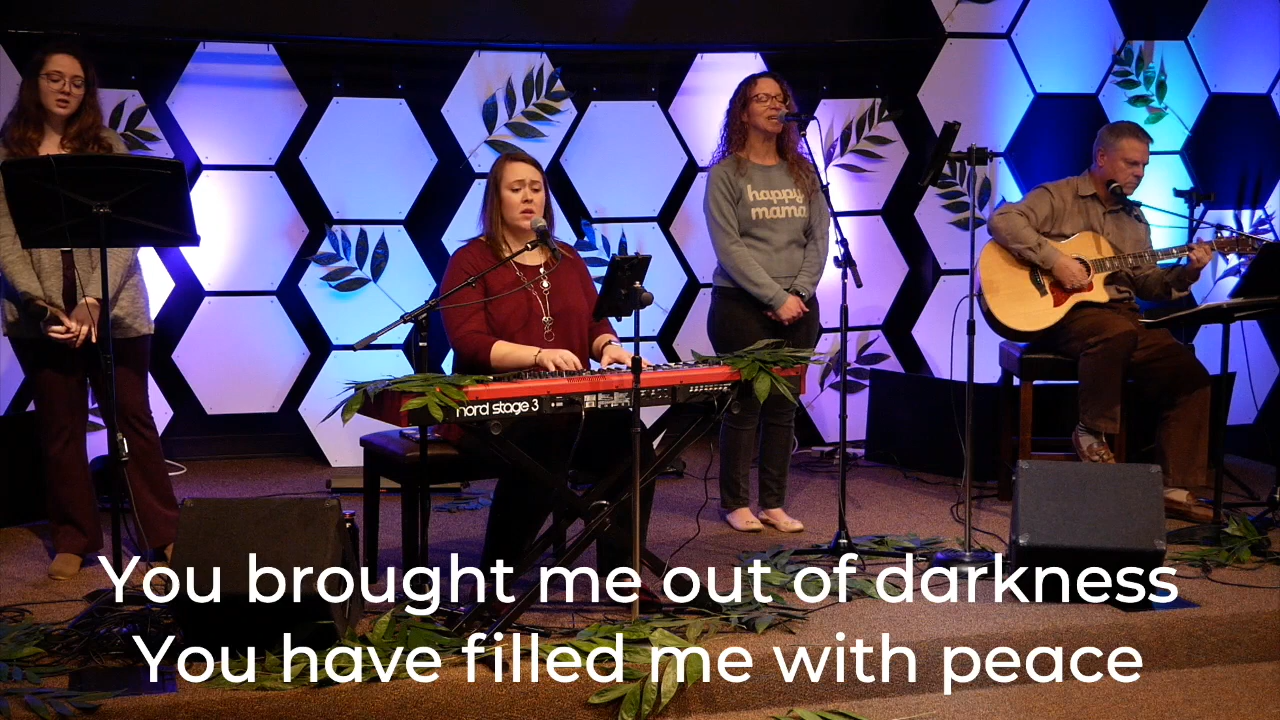 happy
mama
nord stage 3
You brought me out of darkness
You have filled me with peace